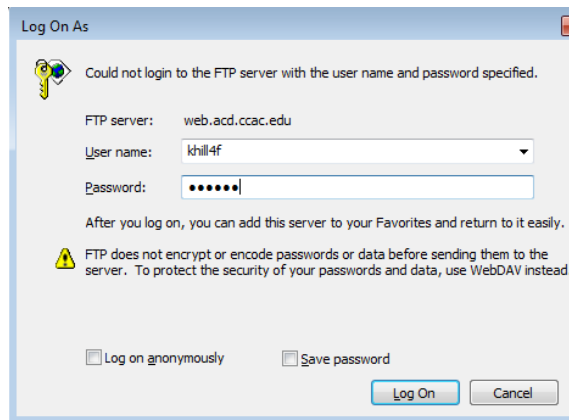 Log On As
Could not login to the FTP server with the user name and password specified.
FTP server: web.acd.ccac.edu
User name: khill4f
Password: ●●●●●●
After you log on, you can add this server to your Favorites and return to it easily.
FTP does not encrypt or encode passwords or data before sending them to the
server. To protect the security of your passwords and data, use WebDAV instead
Log on anonymously Save password
Log On Cancel